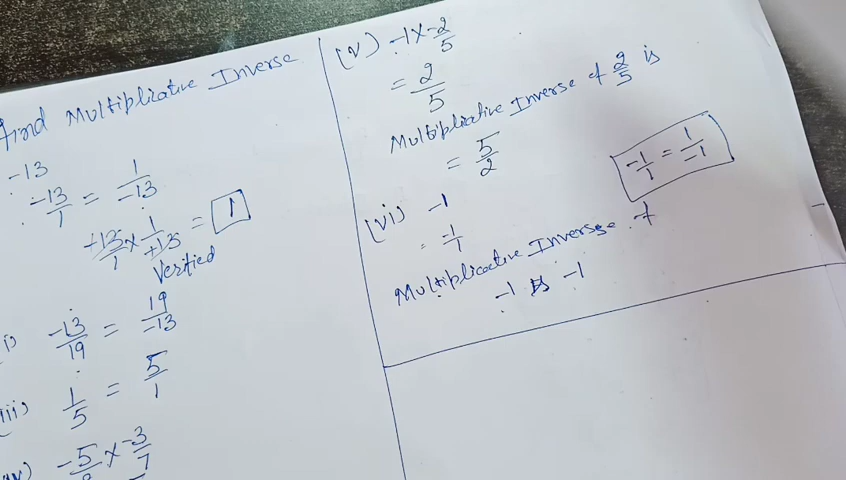 Find Multiplicative Inverse
-13
-13/1 = 1/-13
+13/1 × 1/+13 = 1
Verified
-13/19 = 19/-13
(iii) 1/5 = 5/1
-5/8 × -3/7
(v) -1 × -2/5
= 2/5
Multiplicative Inverse of 2/5 is
= 5/2
(vi) -1
= -1/1
-1/1 = 1/-1
Multiplicative Inverse of
-1 is -1